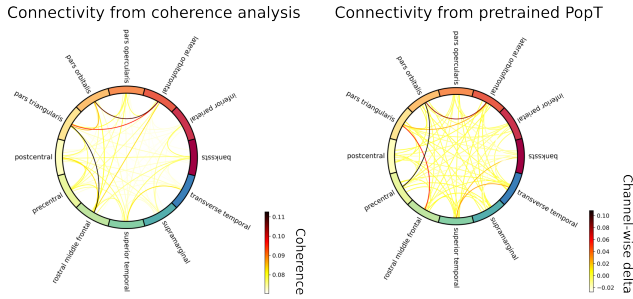 Connectivity from coherence analysis
pars opercularis
lateral orbitofrontal
pars orbitalis
pars triangularis
inferior parietal
postcentral
bankssts
precentral
transverse temporal
rostral middle frontal
superior temporal
supramarginal
0.11
0.10
0.09
0.08
Coherence
Connectivity from pretrained PopT
pars opercularis
lateral orbitofrontal
pars orbitalis
pars triangularis
inferior parietal
postcentral
bankssts
precentral
transverse temporal
rostral middle frontal
superior temporal
supramarginal
0.10
0.08
0.06
0.04
0.02
0.00
−0.02
Channel-wise delta